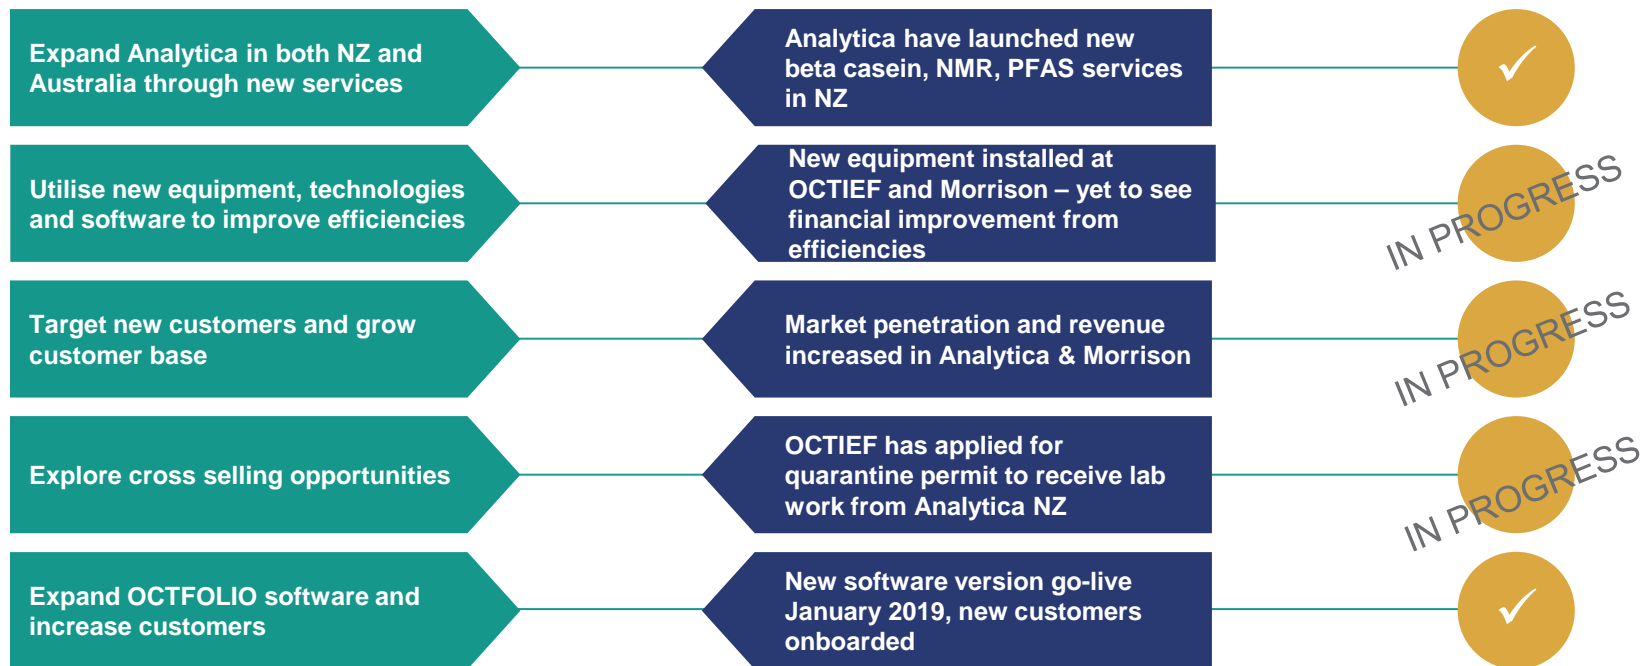 Expand Analytica in both NZ and
Australia through new services
Analytica have launched new
beta casein, NMR, PFAS services
in NZ
✓
Utilise new equipment, technologies
and software to improve efficiencies
New equipment installed at
OCTIEF and Morrison – yet to see
financial improvement from
efficiencies
IN PROGRESS
Target new customers and grow
customer base
Market penetration and revenue
increased in Analytica & Morrison
IN PROGRESS
Explore cross selling opportunities
OCTIEF has applied for
quarantine permit to receive lab
work from Analytica NZ
IN PROGRESS
Expand OCTFOLIO software and
increase customers
New software version go-live
January 2019, new customers
onboarded
✓